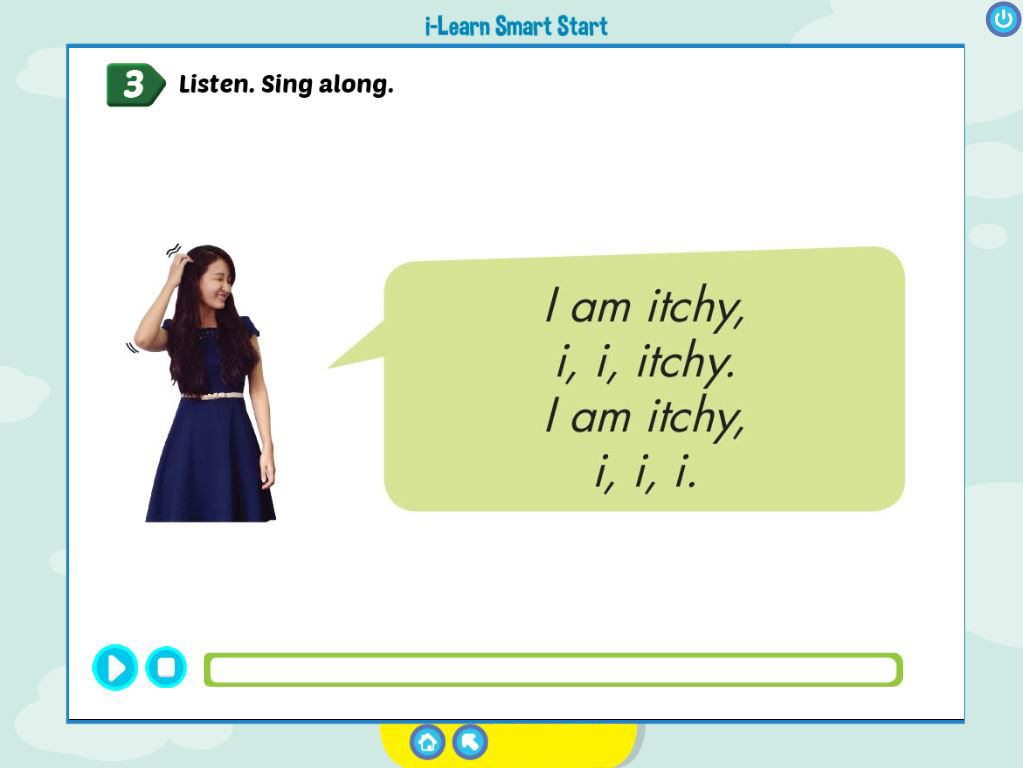 i-Learn Smart Start
3 Listen. Sing along.
I am itchy,
i, i, itchy.
I am itchy,
i, i, i.